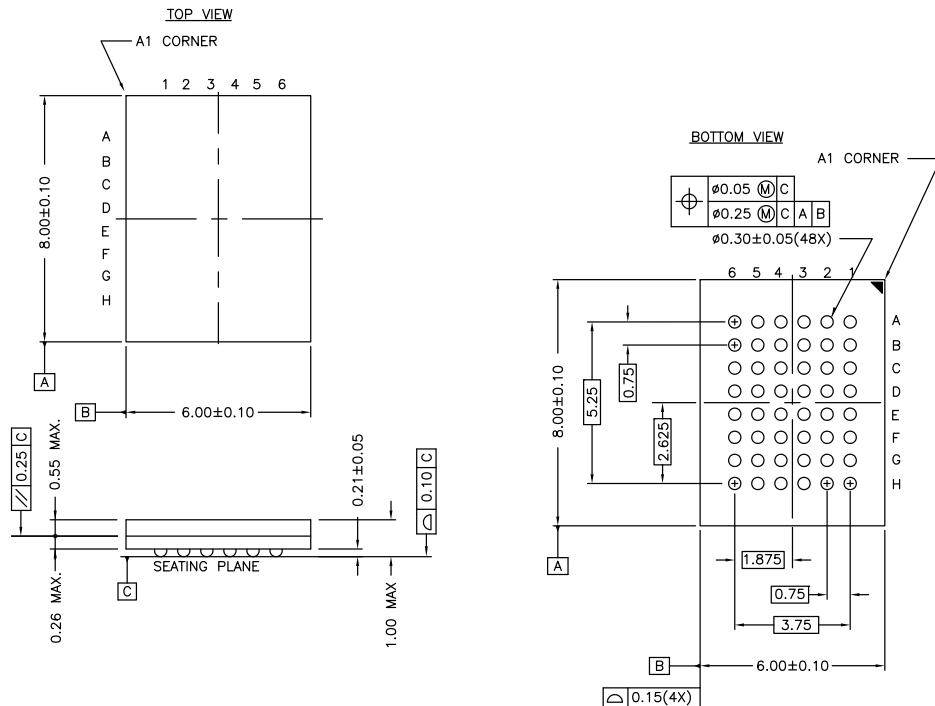 TOP VIEW
A1 CORNER
1 2 3 4 5 6
A
B
C
D
E
F
G
H
8.00±0.10
A
B
6.00±0.10
// 0.25 C
0.55 MAX.
0.26 MAX.
0.21±0.05
0.10 C
1.00 MAX
SEATING PLANE
C
BOTTOM VIEW
A1 CORNER
Ø0.05 Ⓜ C
Ø0.25 Ⓜ C A B
Ø0.30±0.05(48X)
6 5 4 3 2 1
A
B
C
D
E
F
G
H
8.00±0.10
5.25
0.75
2.625
A
1.875
0.75
3.75
B
6.00±0.10
0.15(4X)